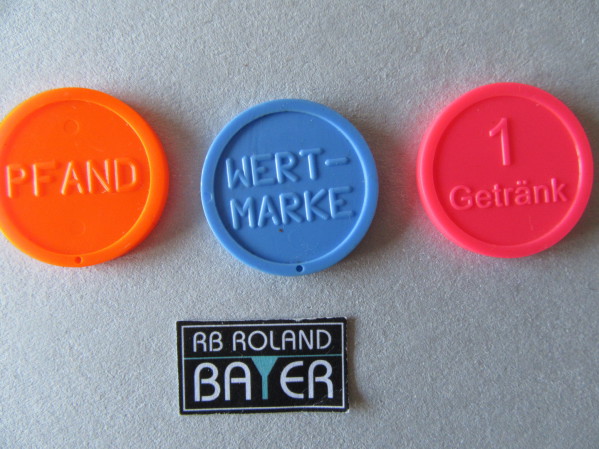 PFAND
WERT-
MARKE
1
Getränk
RB ROLAND
BAYER